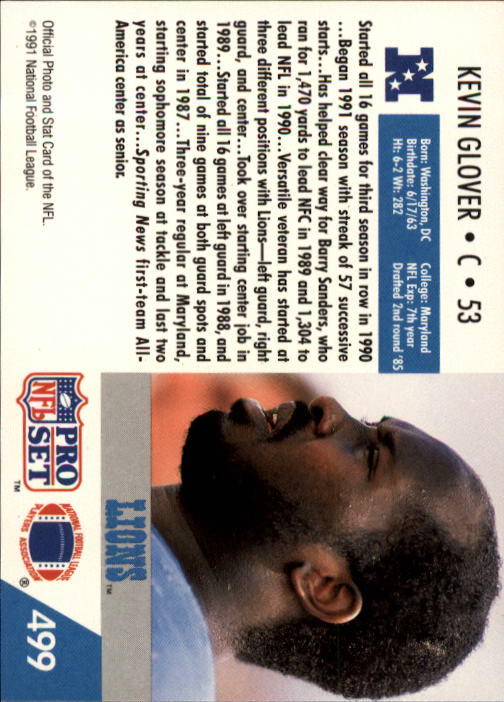 KEVIN GLOVER • C • 53
N
Born: Washington, DC
Birthdate: 6/17/63
Ht: 6-2 Wt: 282
College: Maryland
NFL Exp: 7th year
Drafted 2nd round '85
Started all 16 games for third season in row in 1990
...Began 1991 season with streak of 57 successive
starts...Has helped clear way for Barry Sanders, who
ran for 1,470 yards to lead NFC in 1989 and 1,304 to
lead NFL in 1990...Versatile veteran has started at
three different positions with Lions—left guard, right
guard, and center...Took over starting center job in
1989...Started all 16 games at left guard in 1988, and
started total of nine games at both guard spots and
center in 1987...Three-year regular at Maryland,
starting sophomore season at tackle and last two
years at center...Sporting News first-team All-
America center as senior.
Official Photo and Stat Card of the NFL.
©1991 National Football League.
LIONS™
PRO
NFL
SET™
NATIONAL FOOTBALL LEAGUE
PLAYERS ASSOCIATION®
499